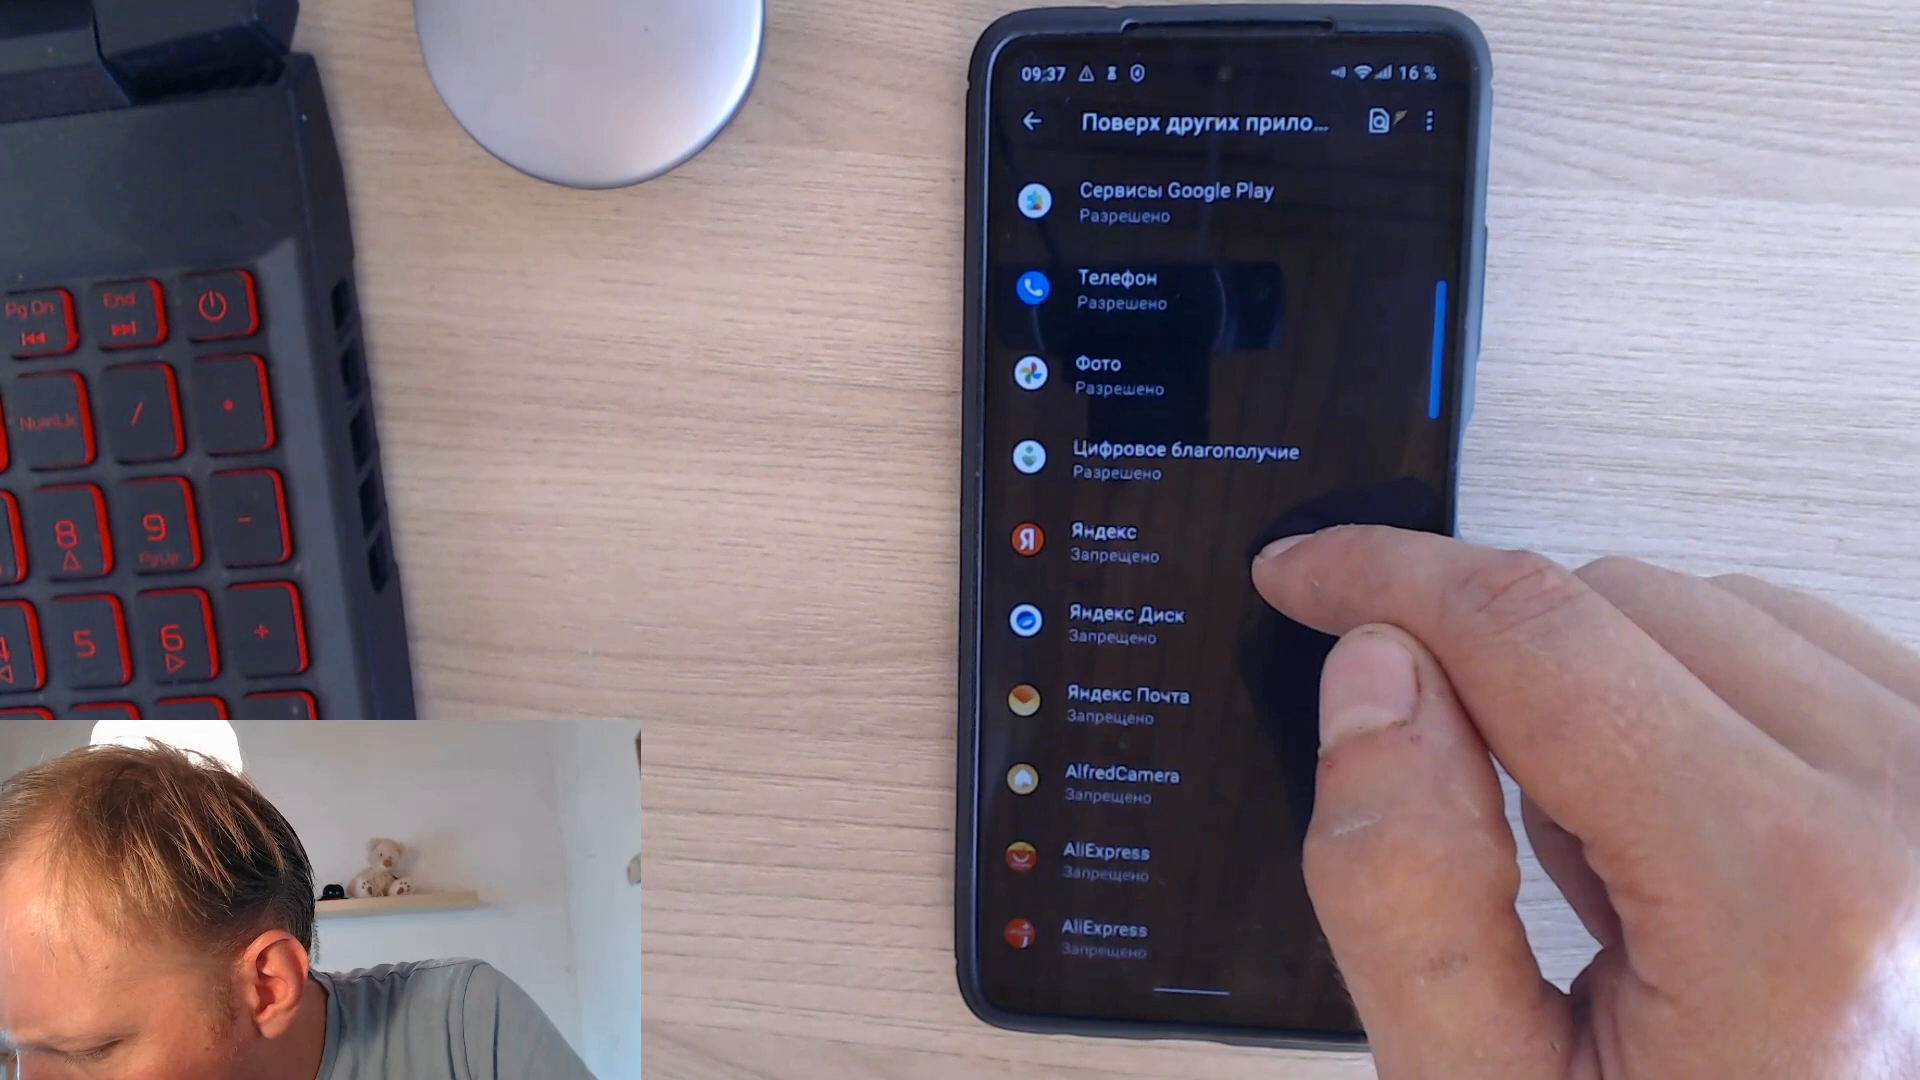 09:37
16 %
Поверх других прило...
Сервисы Google Play
Разрешено
Телефон
Разрешено
Фото
Разрешено
Цифровое благополучие
Разрешено
Я
Яндекс
Запрещено
Яндекс Диск
Запрещено
Яндекс Почта
Запрещено
AlfredCamera
Запрещено
AliExpress
Запрещено
AliExpress
Запрещено
Pg Dn
End
NumLk
/
*
8
9
PgUp
-
4
5
6
+